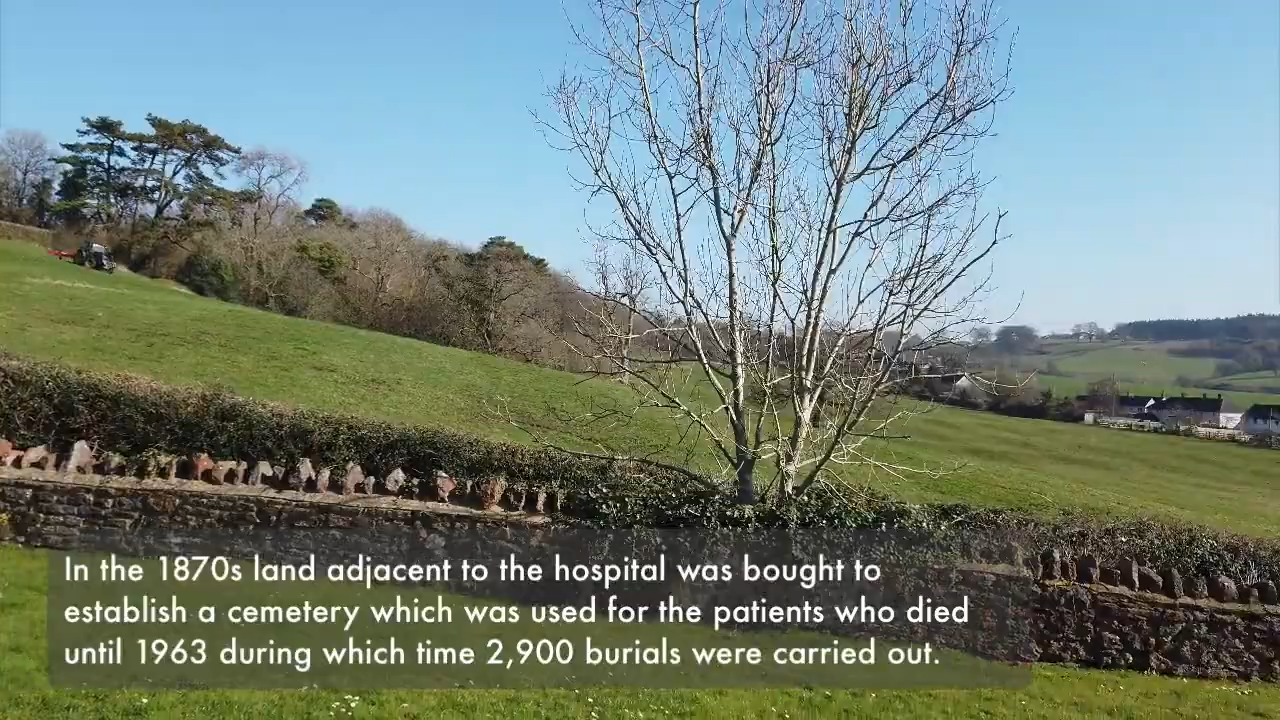 In the 1870s land adjacent to the hospital was bought to
establish a cemetery which was used for the patients who died
until 1963 during which time 2,900 burials were carried out.